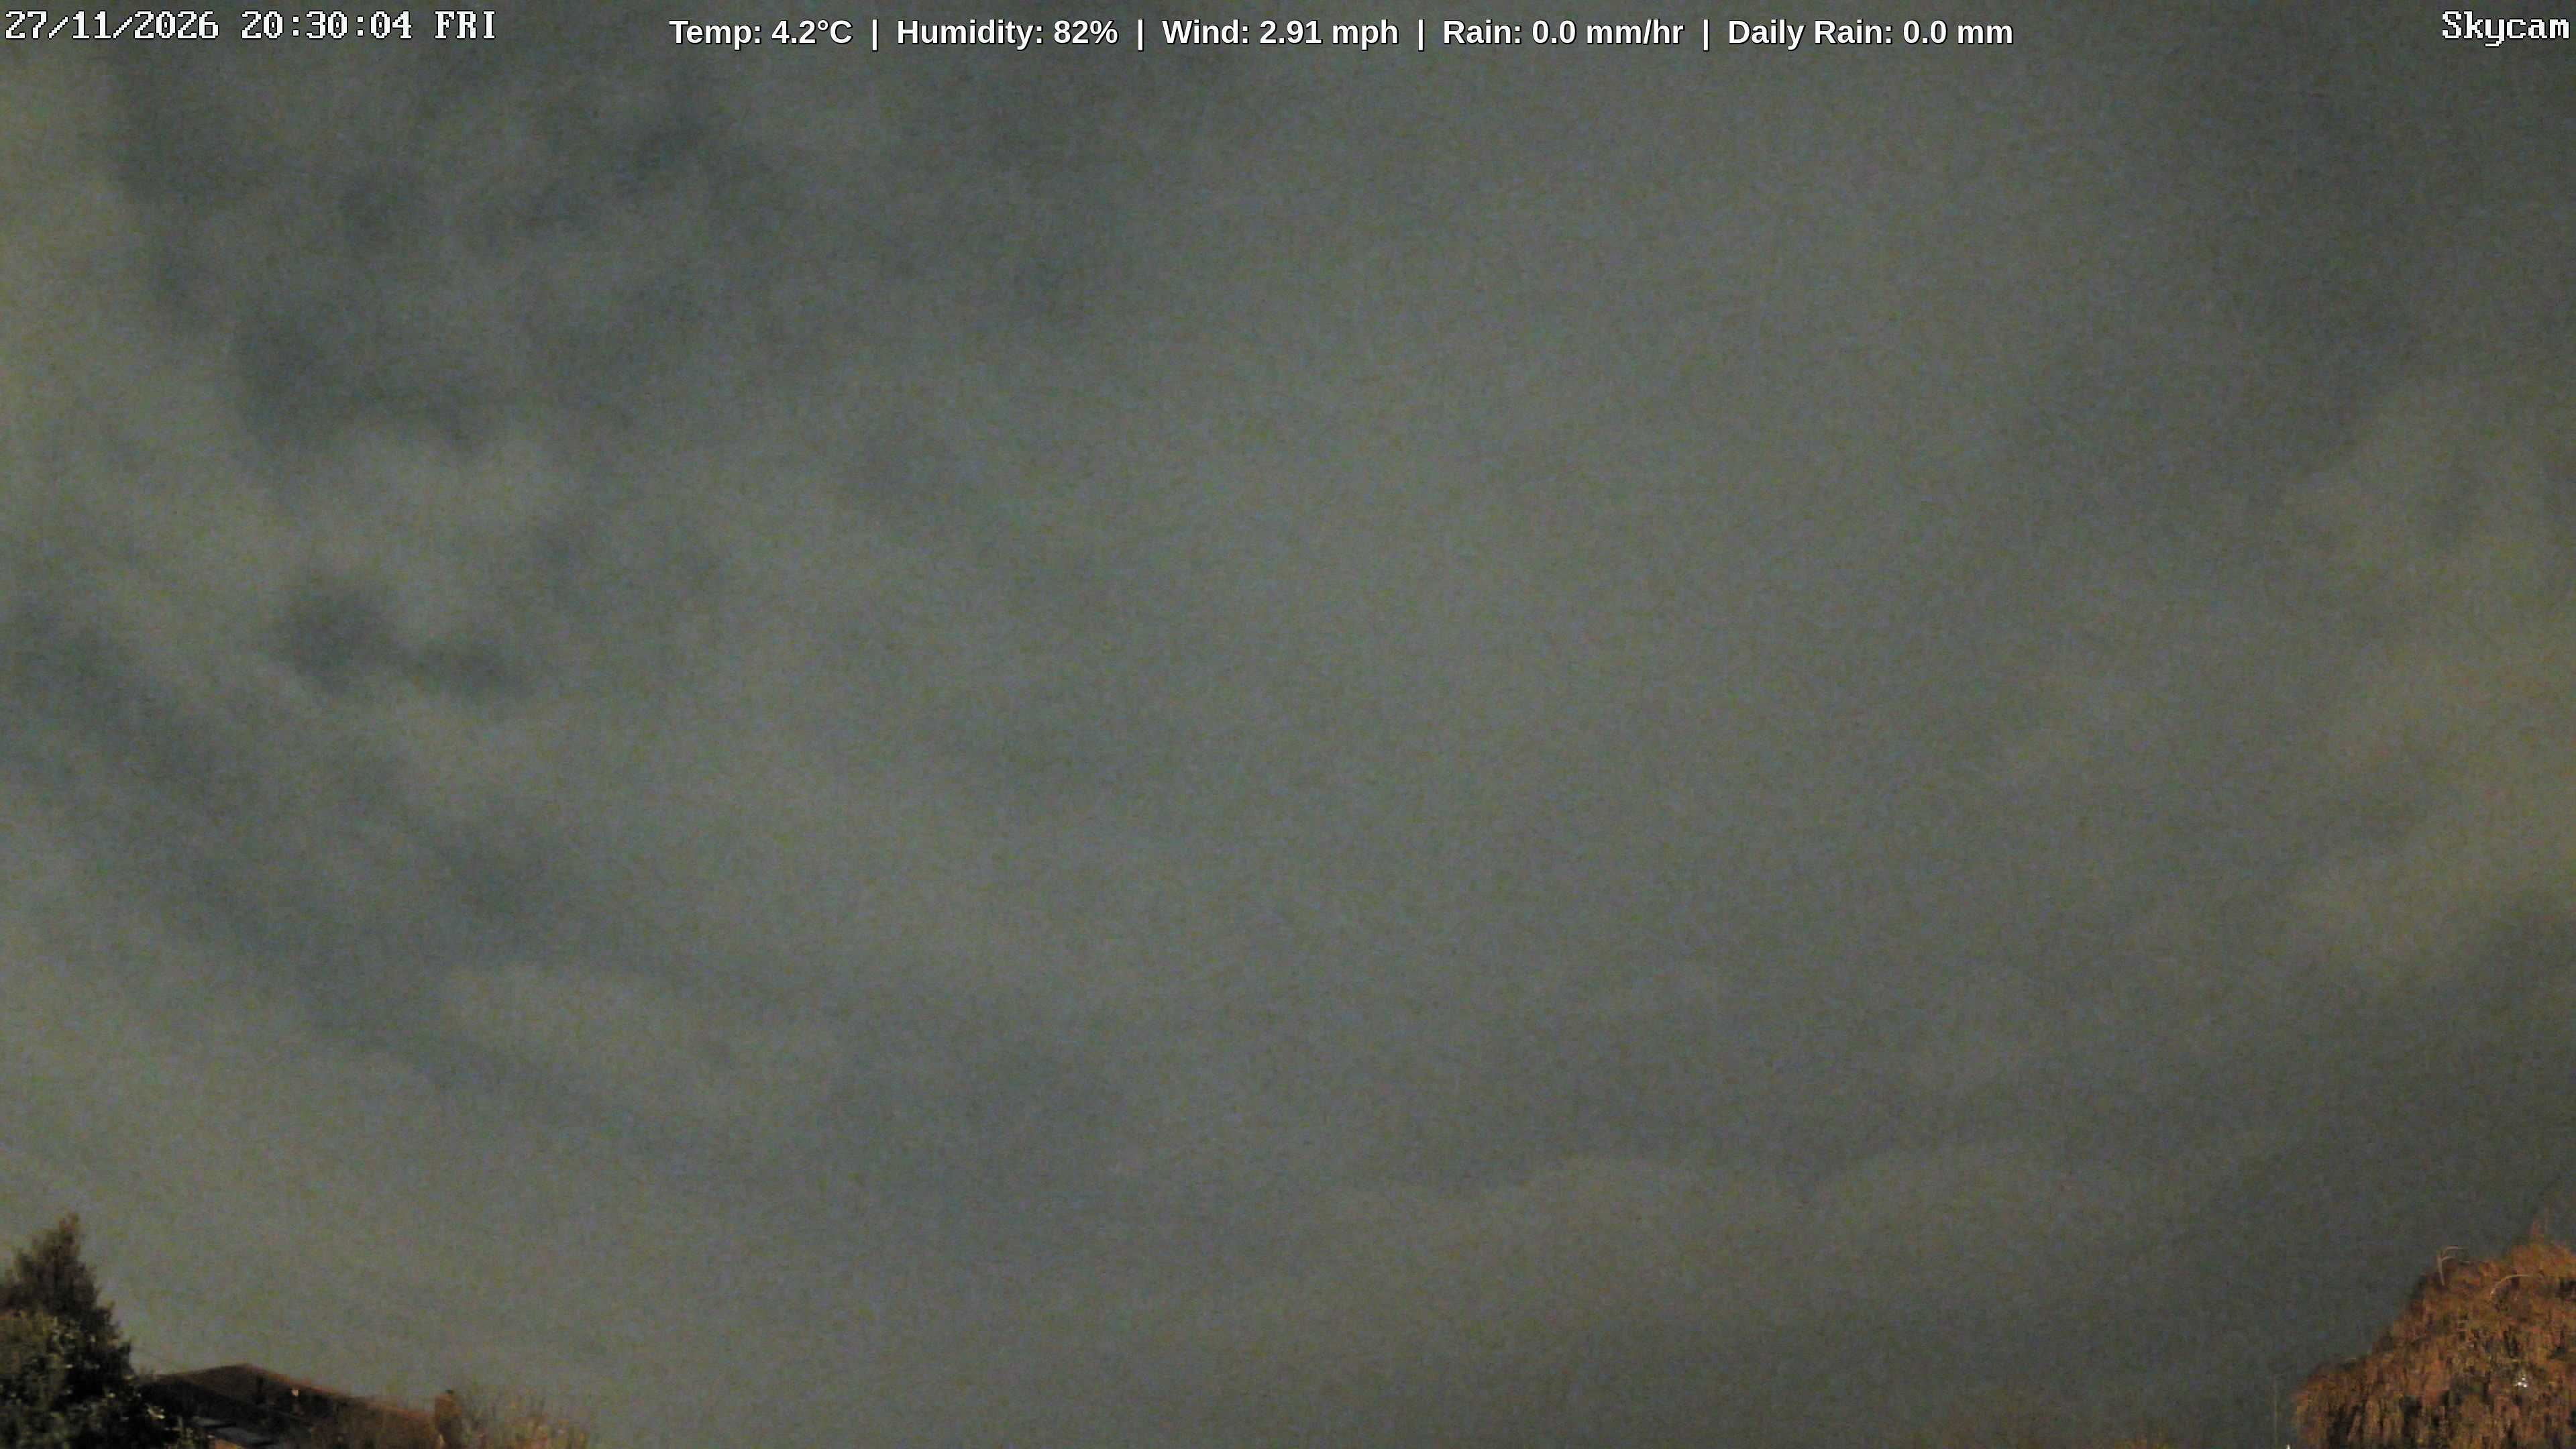 27/11/2026 20:30:04 FRI
Temp: 4.2°C | Humidity: 82% | Wind: 2.91 mph | Rain: 0.0 mm/hr | Daily Rain: 0.0 mm
Skycam